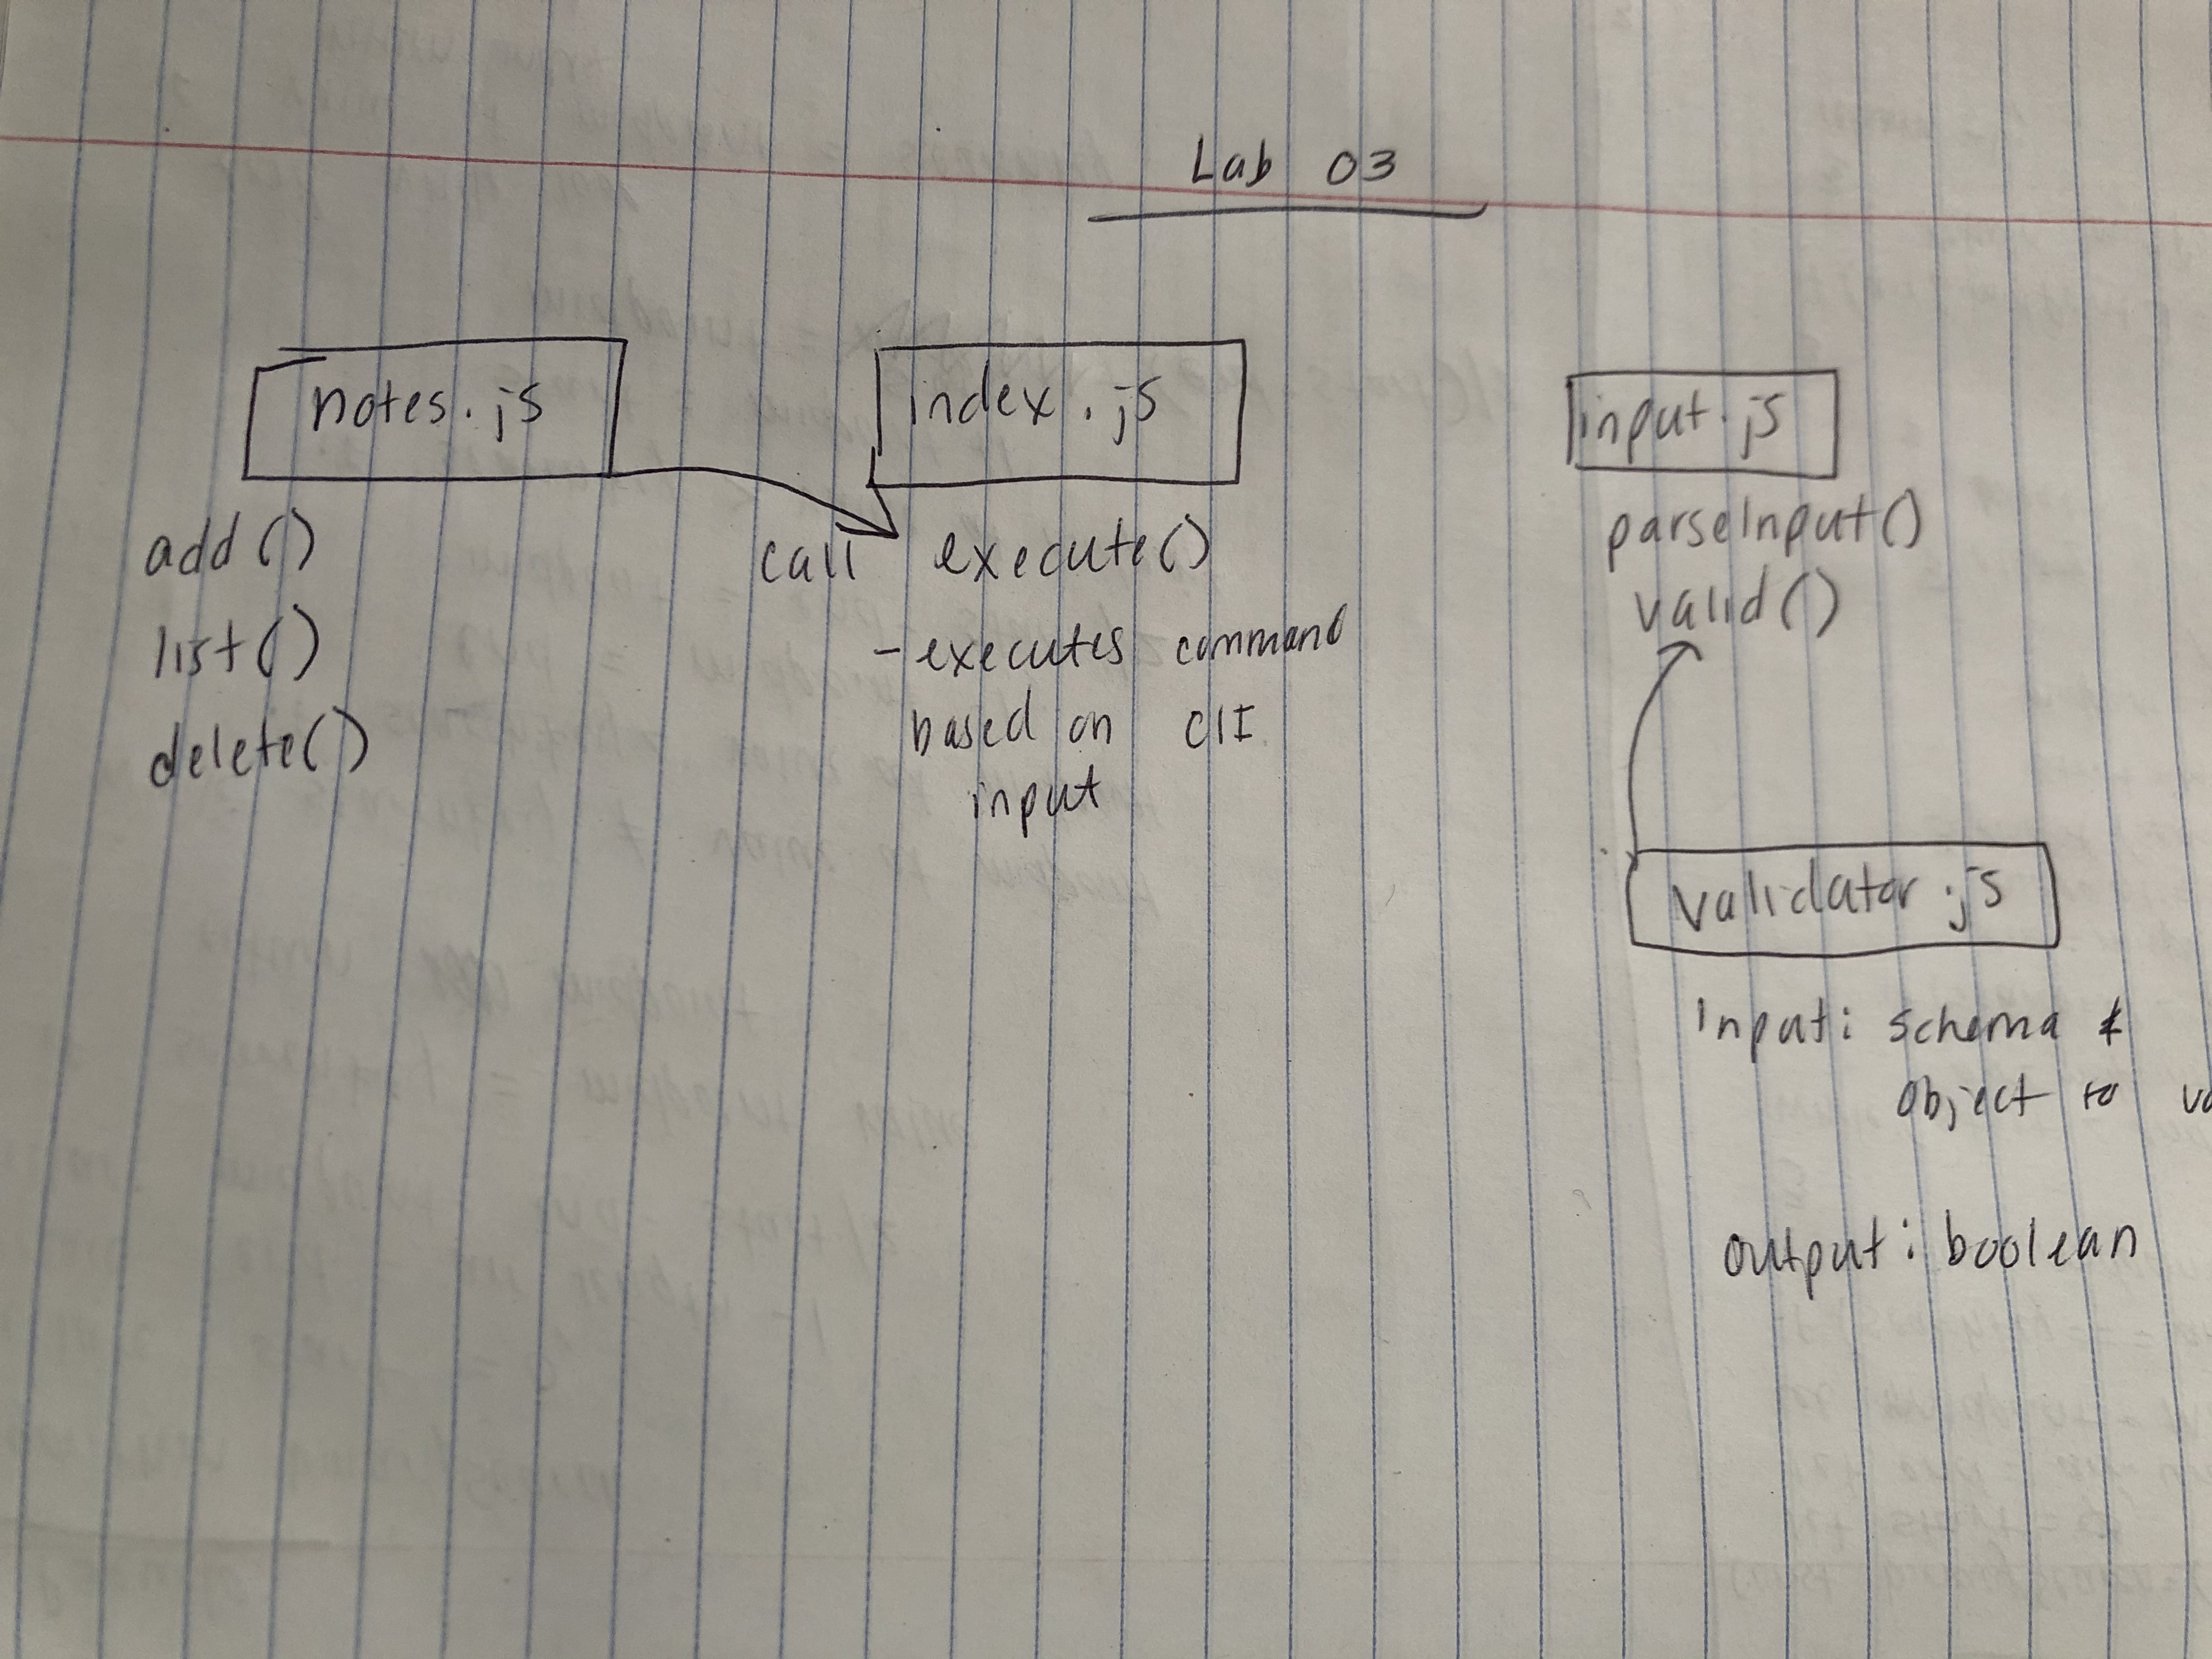 Lab 03
notes.js
add()
list()
delete()
index.js
call execute()
- executes command
based on CLI
input
input.js
parseInput()
valid()
validator.js
Input: schema &
object to
output: boolean